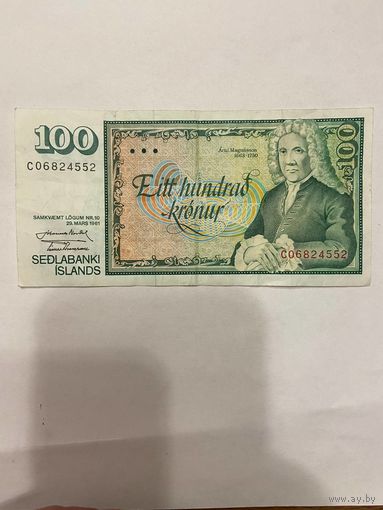 100
C06824552
Árni Magnússon
1663-1730
100
Eitt hundrað
krónur
SAMKVÆMT LÖGUM NR. 10
29. MARS 1961
SEÐLABANKI
ÍSLANDS
C06824552
www.ay.by